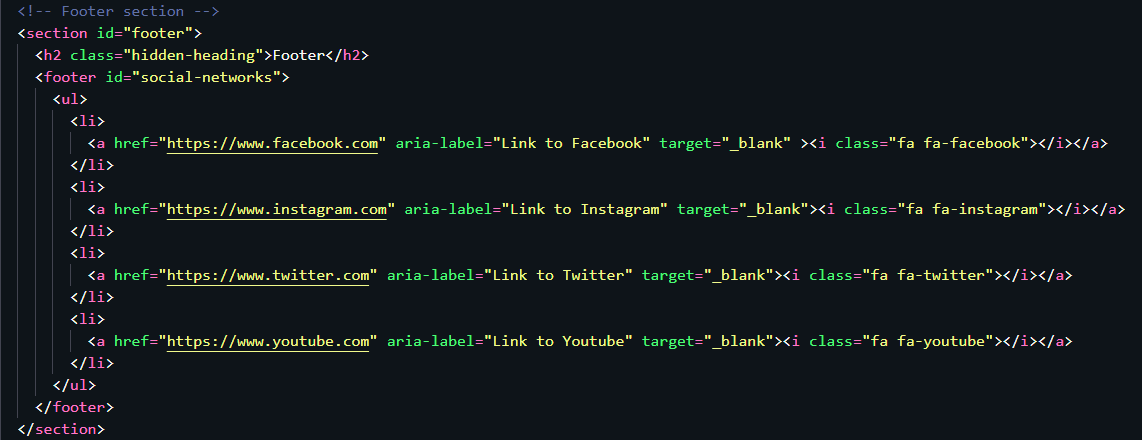 <!-- Footer section -->
<section id="footer">
<h2 class="hidden-heading">Footer</h2>
<footer id="social-networks">
<ul>
<li>
<a href="https://www.facebook.com" aria-label="Link to Facebook" target="_blank" ><i class="fa fa-facebook"></i></a>
</li>
<li>
<a href="https://www.instagram.com" aria-label="Link to Instagram" target="_blank"><i class="fa fa-instagram"></i></a>
</li>
<li>
<a href="https://www.twitter.com" aria-label="Link to Twitter" target="_blank"><i class="fa fa-twitter"></i></a>
</li>
<li>
<a href="https://www.youtube.com" aria-label="Link to Youtube" target="_blank"><i class="fa fa-youtube"></i></a>
</li>
</ul>
</footer>
</section>